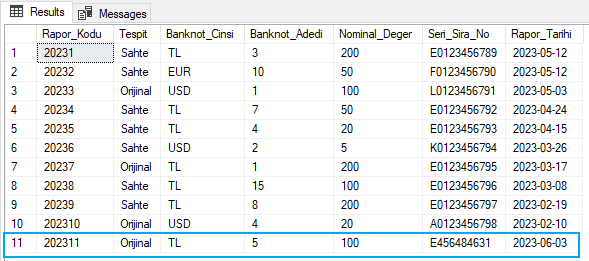 Results Messages
Rapor_Kodu Tespit Banknot_Cinsi Banknot_Adedi Nominal_Deger Seri_Sira_No Rapor_Tarihi
1 20231 Sahte TL 3 200 E0123456789 2023-05-12
2 20232 Sahte EUR 10 50 F0123456790 2023-05-12
3 20233 Orijinal USD 1 100 L0123456791 2023-05-03
4 20234 Sahte TL 7 50 E0123456792 2023-04-24
5 20235 Sahte TL 4 20 E0123456793 2023-04-15
6 20236 Sahte USD 2 5 K0123456794 2023-03-26
7 20237 Orijinal TL 1 200 E0123456795 2023-03-17
8 20238 Sahte TL 15 100 E0123456796 2023-03-08
9 20239 Sahte TL 8 200 E0123456797 2023-02-19
10 202310 Orijinal USD 4 20 A0123456798 2023-02-10
11 202311 Orijinal TL 5 100 E456484631 2023-06-03